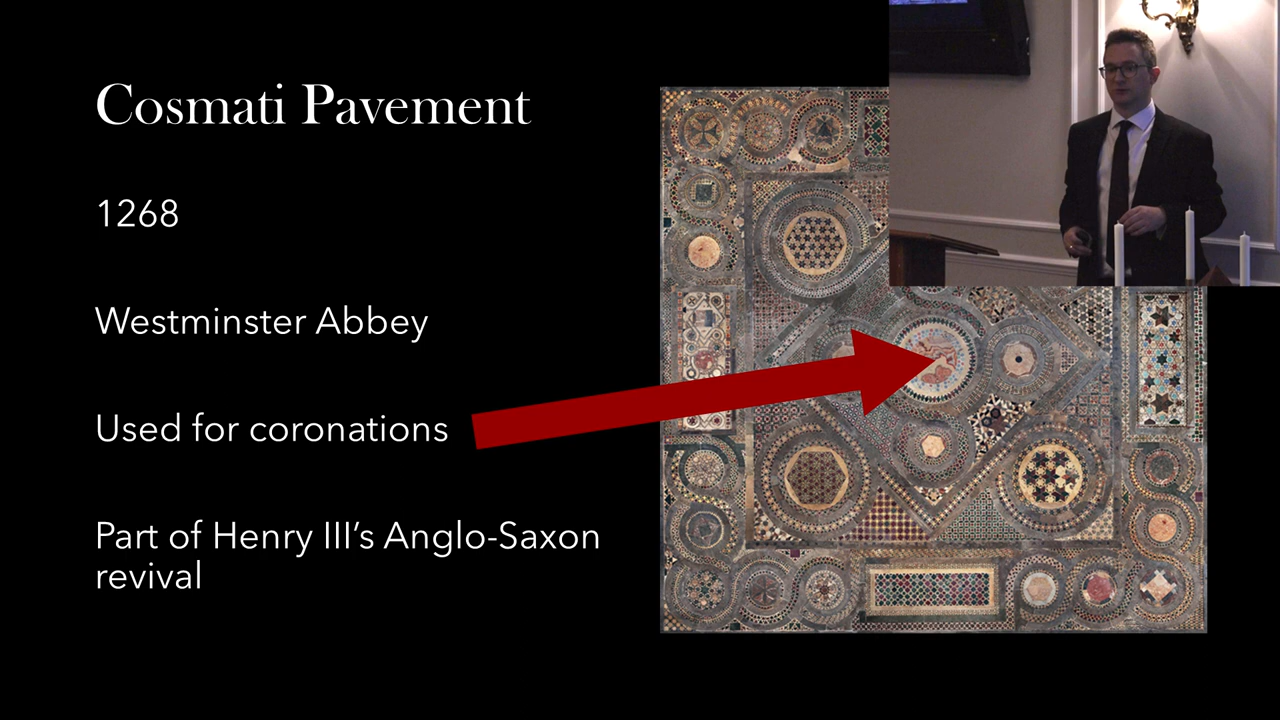 Cosmati Pavement
1268
Westminster Abbey
Used for coronations
Part of Henry III’s Anglo-Saxon
revival